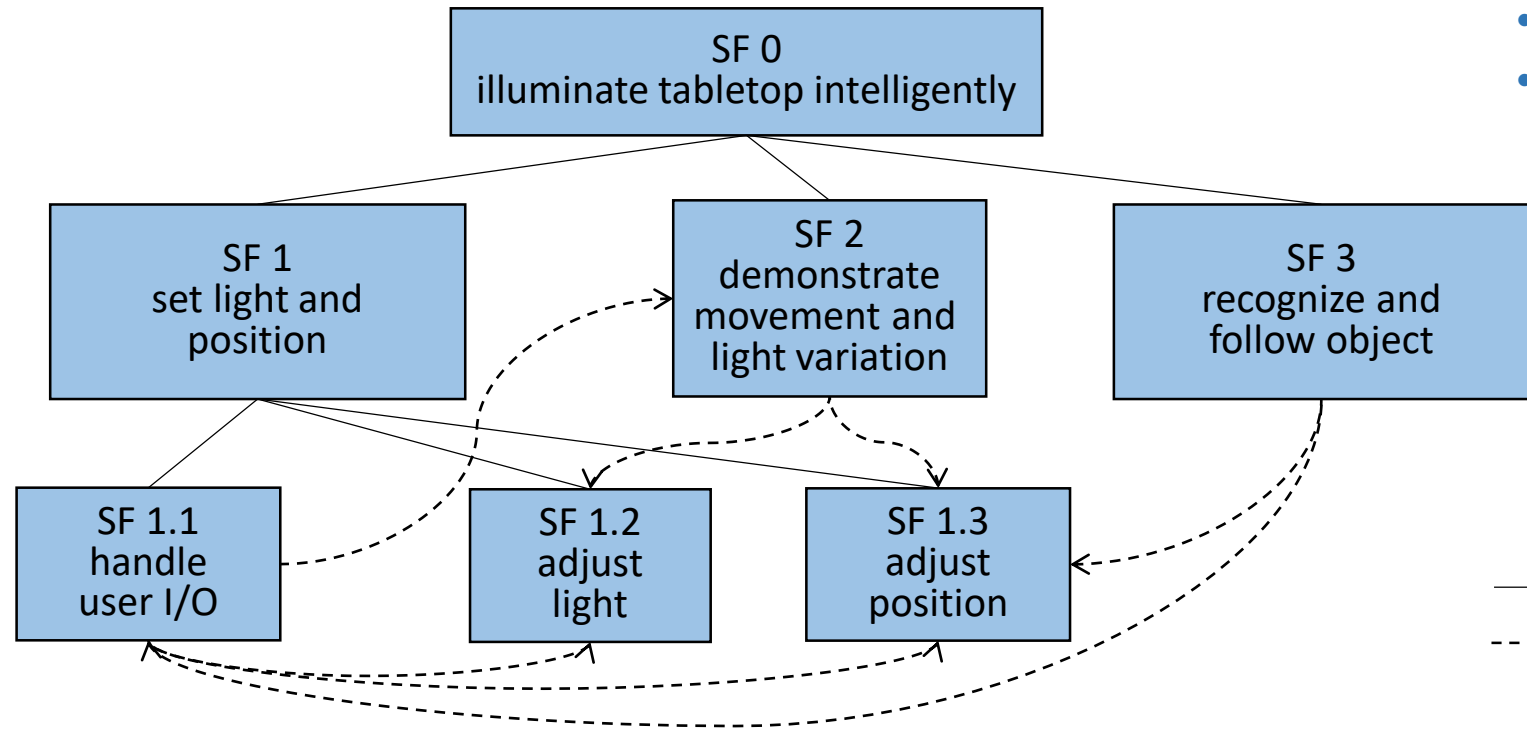 SF 0
illuminate tabletop intelligently
SF 1
set light and
position
SF 2
demonstrate
movement and
light variation
SF 3
recognize and
follow object
SF 1.1
handle
user I/O
SF 1.2
adjust
light
SF 1.3
adjust
position